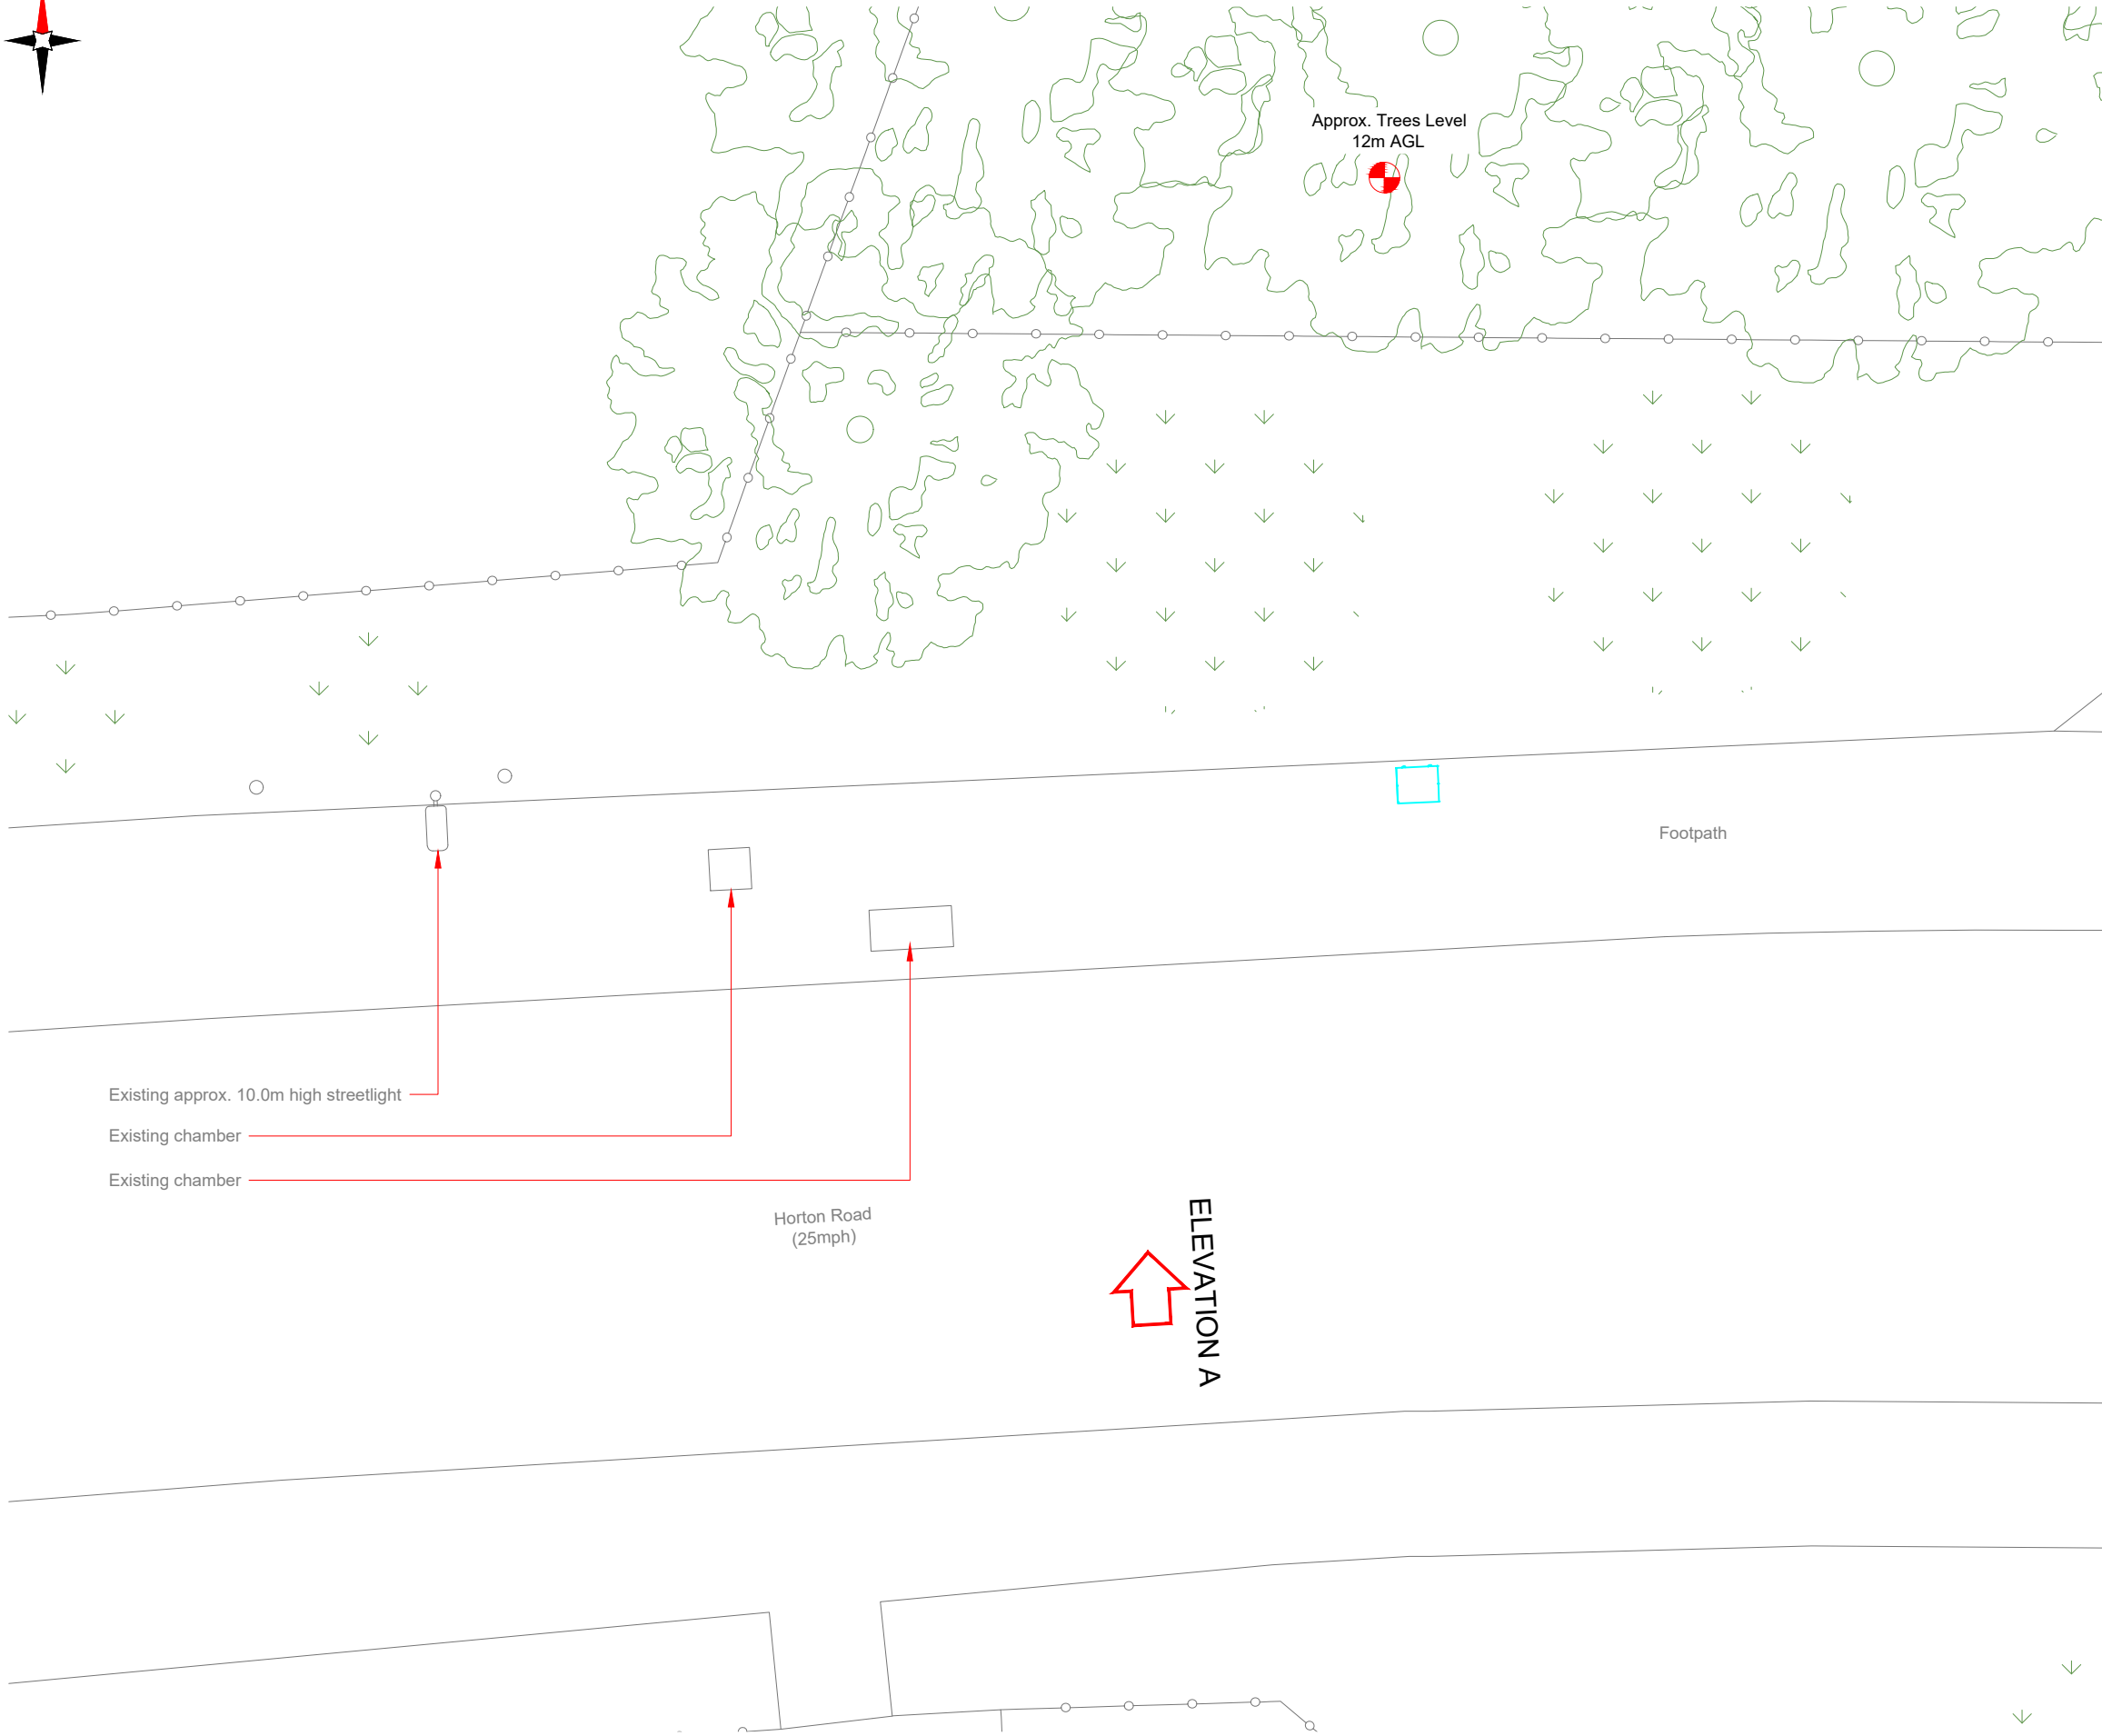 Approx. Trees Level
12m AGL
Footpath
Existing approx. 10.0m high streetlight
Existing chamber
Existing chamber
Horton Road
(25mph)
ELEVATION A